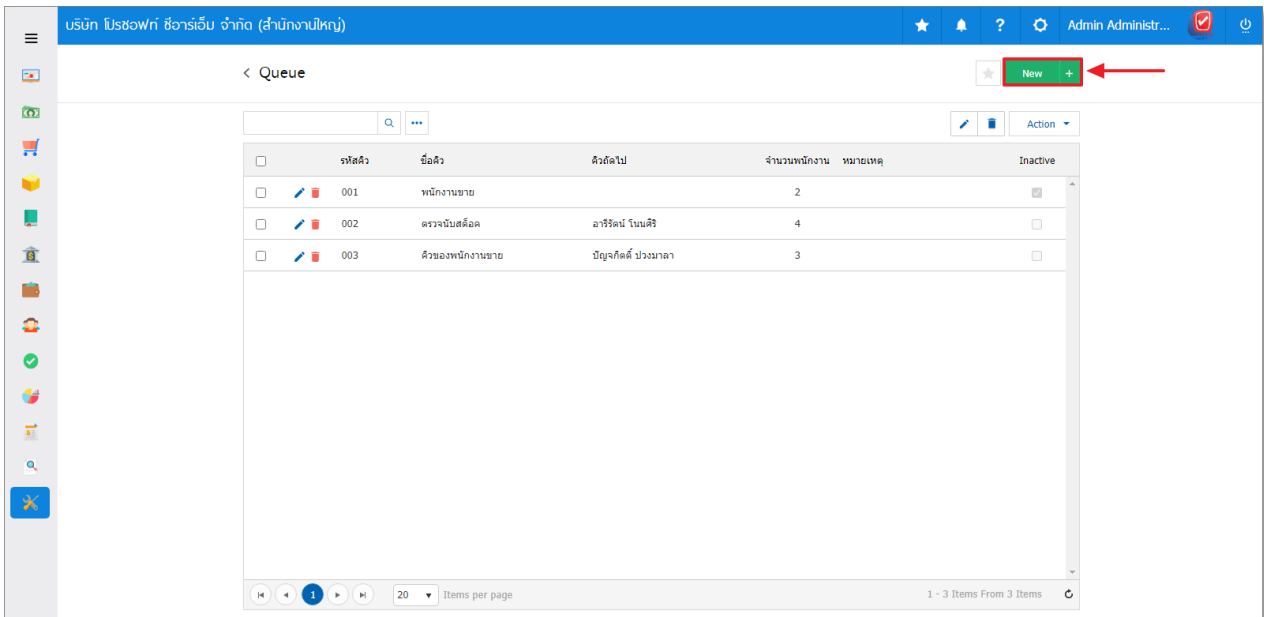 บริษัท โปรซอฟท์ ซีอาร์เอ็ม จำกัด (สำนักงานใหญ่) ? Admin Administr...
< Queue New +
Action
รหัสคิว ชื่อคิว คิวถัดไป จำนวนพนักงาน หมายเหตุ Inactive
001 พนักงานขาย 2
002 ตรวจนับสต็อค อารีรัตน์ โนนศิริ 4
003 คิวของพนักงานขาย ปัญจกิตติ์ ปวงมาลา 3
1 20 Items per page 1 - 3 Items From 3 Items